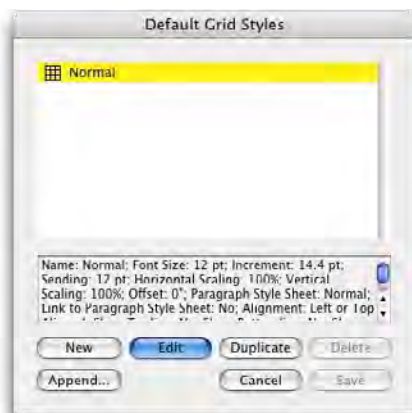 Default Grid Styles
Normal
Name: Normal; Font Size: 12 pt; Increment: 14.4 pt;
Sending: 12 pt; Horizontal Scaling: 100%; Vertical
Scaling: 100%; Offset: 0"; Paragraph Style Sheet: Normal;
Link to Paragraph Style Sheet: No; Alignment: Left or Top
New Edit Duplicate Delete
Append... Cancel Save